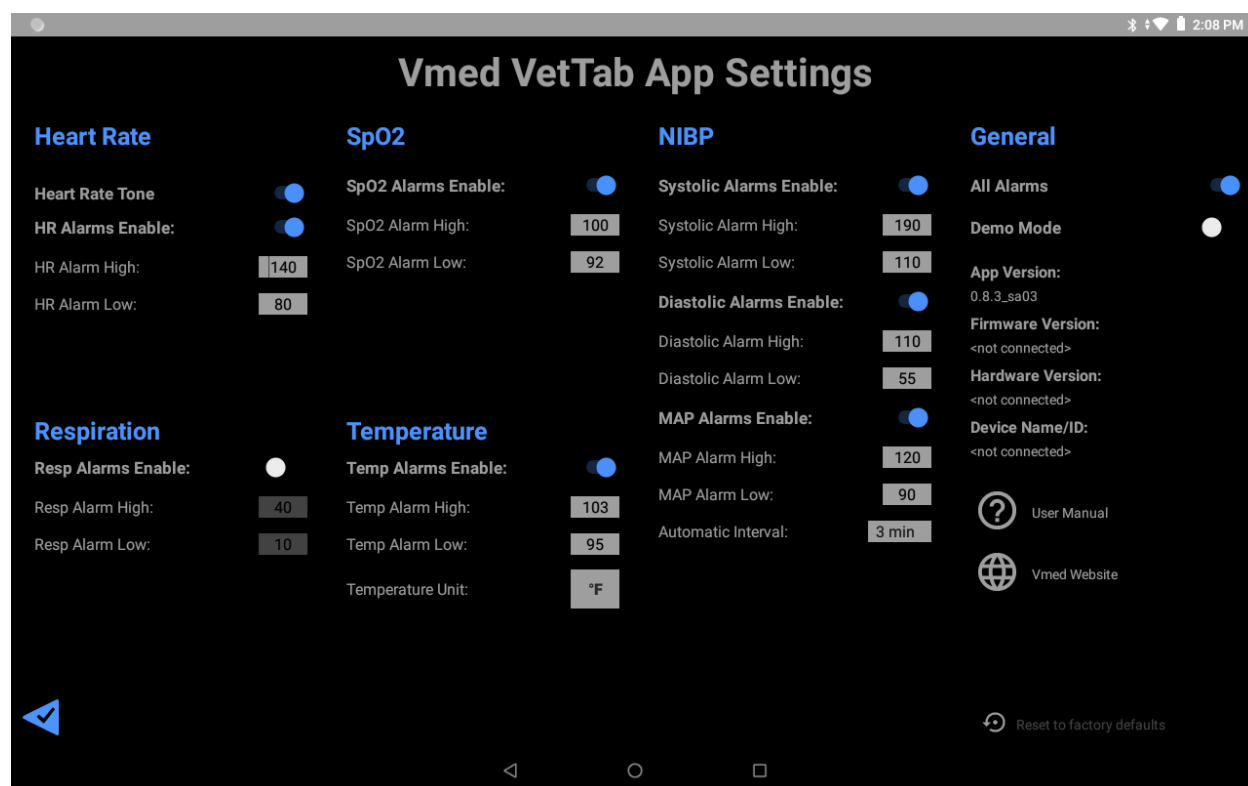 2:08 PM
Vmed VetTab App Settings
Heart Rate
Heart Rate Tone
HR Alarms Enable:
HR Alarm High: 140
HR Alarm Low: 80
SpO2
SpO2 Alarms Enable:
SpO2 Alarm High: 100
SpO2 Alarm Low: 92
NIBP
Systolic Alarms Enable:
Systolic Alarm High: 190
Systolic Alarm Low: 110
Diastolic Alarms Enable:
Diastolic Alarm High: 110
Diastolic Alarm Low: 55
MAP Alarms Enable:
MAP Alarm High: 120
MAP Alarm Low: 90
Automatic Interval: 3 min
General
All Alarms
Demo Mode
App Version:
0.8.3_sa03
Firmware Version:
<not connected>
Hardware Version:
<not connected>
Device Name/ID:
<not connected>
User Manual
Vmed Website
Respiration
Resp Alarms Enable:
Resp Alarm High: 40
Resp Alarm Low: 10
Temperature
Temp Alarms Enable:
Temp Alarm High: 103
Temp Alarm Low: 95
Temperature Unit: °F
Reset to factory defaults